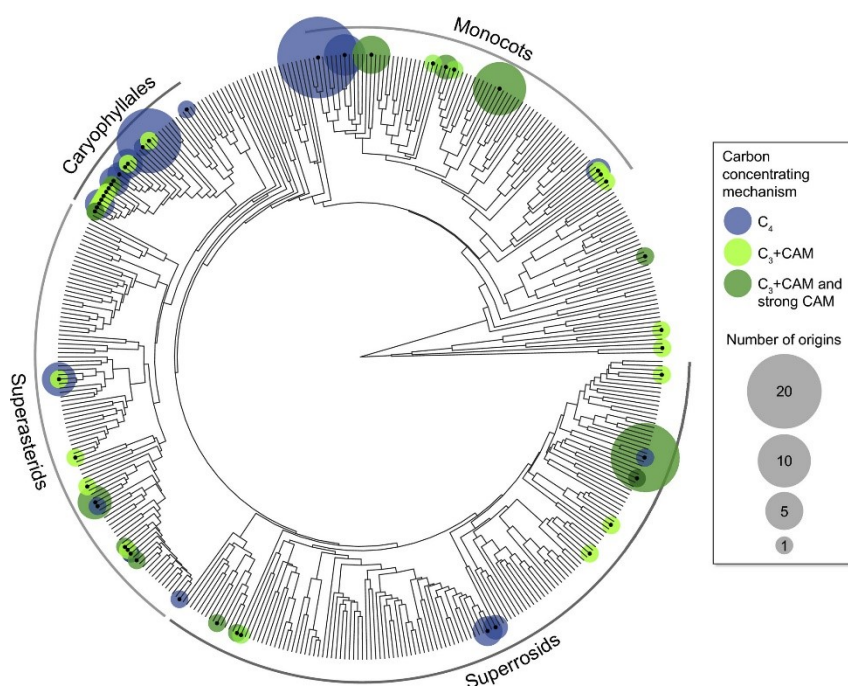 Monocots
Caryophyllales
Superasterids
Superrosids
Carbon
concentrating
mechanism
C₄
C₃+CAM
C₃+CAM and
strong CAM
Number of origins
20
10
5
1